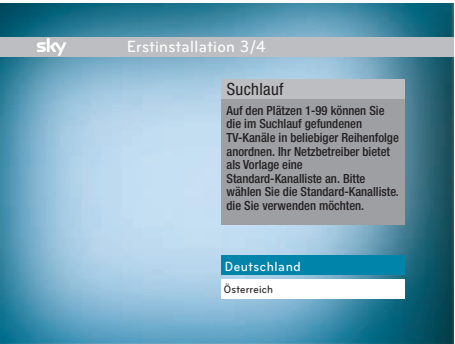 sky Erstinstallation 3/4
Suchlauf
Auf den Plätzen 1-99 können Sie
die im Suchlauf gefundenen
TV-Kanäle in beliebiger Reihenfolge
anordnen. Ihr Netzbetreiber bietet
als Vorlage eine
Standard-Kanalliste an. Bitte
wählen Sie die Standard-Kanalliste.
die Sie verwenden möchten.
Deutschland
Österreich